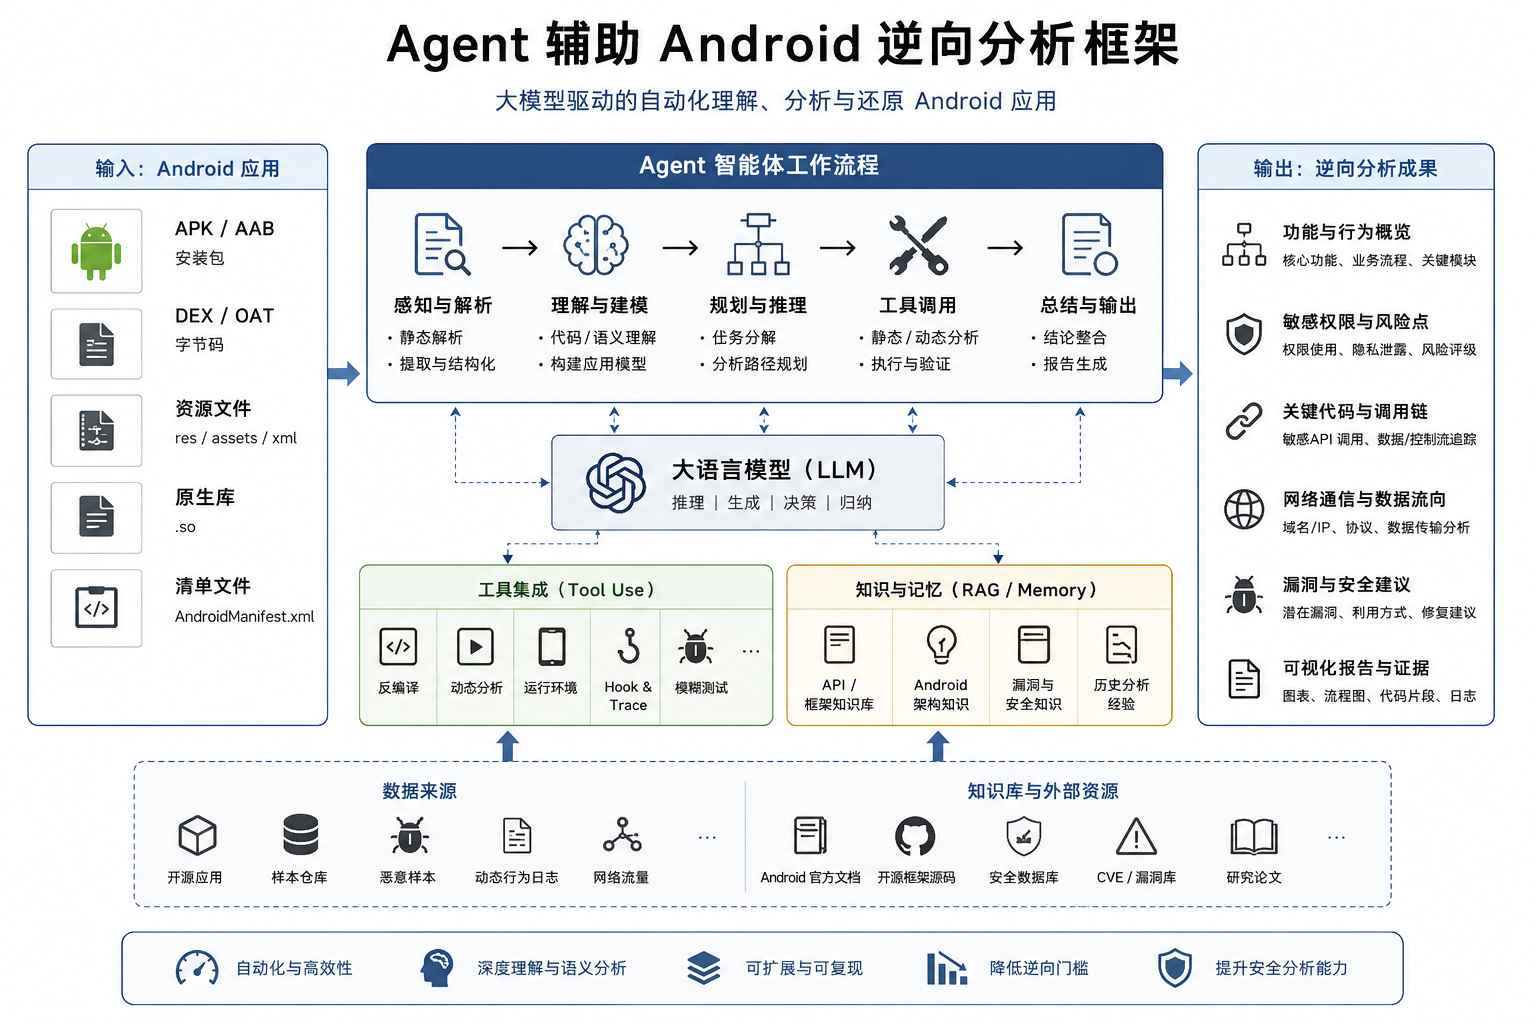 Agent 辅助 Android 逆向分析框架
大模型驱动的自动化理解、分析与还原 Android 应用
输入：Android 应用
APK / AAB
安装包
DEX / OAT
字节码
资源文件
res / assets / xml
原生库
.so
清单文件
AndroidManifest.xml
Agent 智能体工作流程
感知与解析
• 静态解析
• 提取与结构化
理解与建模
• 代码 / 语义理解
• 构建应用模型
规划与推理
• 任务分解
• 分析路径规划
工具调用
• 静态 / 动态分析
• 执行与验证
总结与输出
• 结论整合
• 报告生成
大语言模型（LLM）
推理 | 生成 | 决策 | 归纳
工具集成（Tool Use）
反编译
动态分析
运行环境
Hook &
Trace
模糊测试
...
知识与记忆（RAG / Memory）
API /
框架知识库
Android
架构知识
漏洞与
安全知识
历史分析
经验
输出：逆向分析成果
功能与行为概览
核心功能、业务流程、关键模块
敏感权限与风险点
权限使用、隐私泄露、风险评级
关键代码与调用链
敏感API 调用、数据/控制流追踪
网络通信与数据流向
域名/IP、协议、数据传输分析
漏洞与安全建议
潜在漏洞、利用方式、修复建议
可视化报告与证据
图表、流程图、代码片段、日志
数据来源
开源应用
样本仓库
恶意样本
动态行为日志
网络流量
...
知识库与外部资源
Android 官方文档
开源框架源码
安全数据库
CVE / 漏洞库
研究论文
...
自动化与高效性
深度理解与语义分析
可扩展与可复现
降低逆向门槛
提升安全分析能力